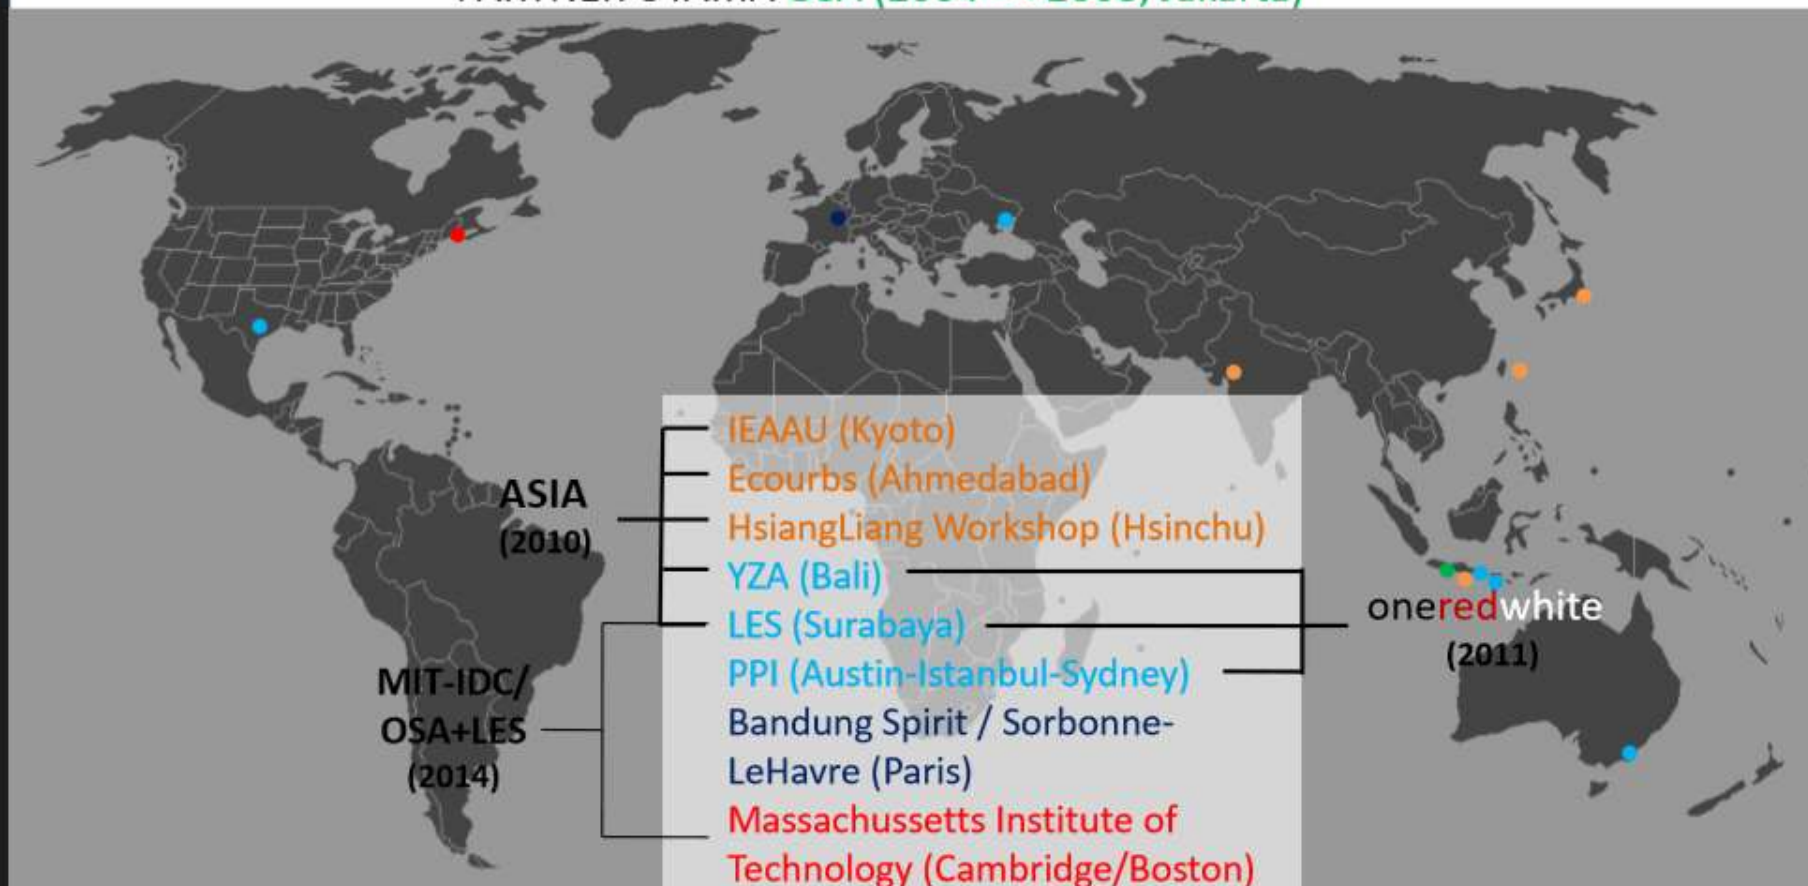 ASIA
(2010)
MIT-IDC/
OSA+LES
(2014)
IEAAU (Kyoto)
Ecourbs (Ahmedabad)
HsiangLiang Workshop (Hsinchu)
YZA (Bali)
LES (Surabaya)
PPI (Austin-Istanbul-Sydney)
Bandung Spirit / Sorbonne-
LeHavre (Paris)
Massachussetts Institute of
Technology (Cambridge/Boston)
oneredwhite
(2011)